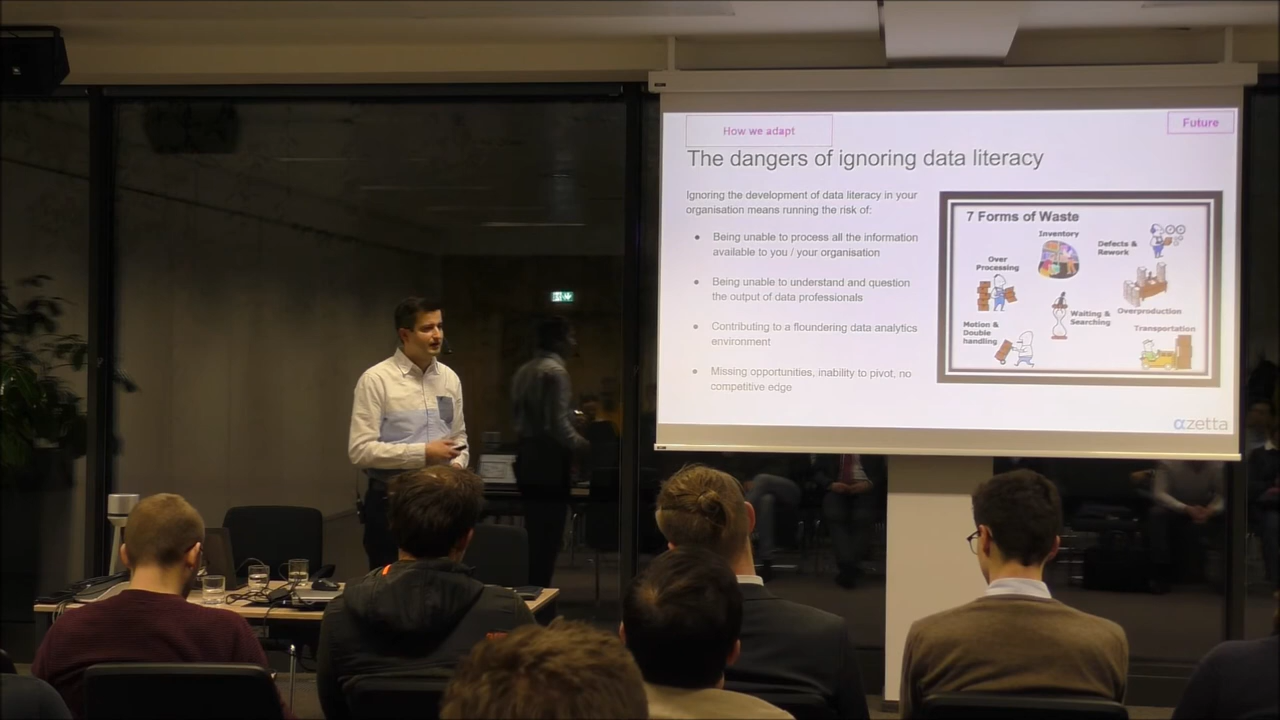 How we adapt
Future
The dangers of ignoring data literacy
Ignoring the development of data literacy in your
organisation means running the risk of:
● Being unable to process all the information
available to you / your organisation
● Being unable to understand and question
the output of data professionals
● Contributing to a floundering data analytics
environment
● Missing opportunities, inability to pivot, no
competitive edge
7 Forms of Waste
Inventory
Defects &
Rework
Over
Processing
Overproduction
Waiting &
Searching
Motion &
Double
handling
Transportation
αzetta